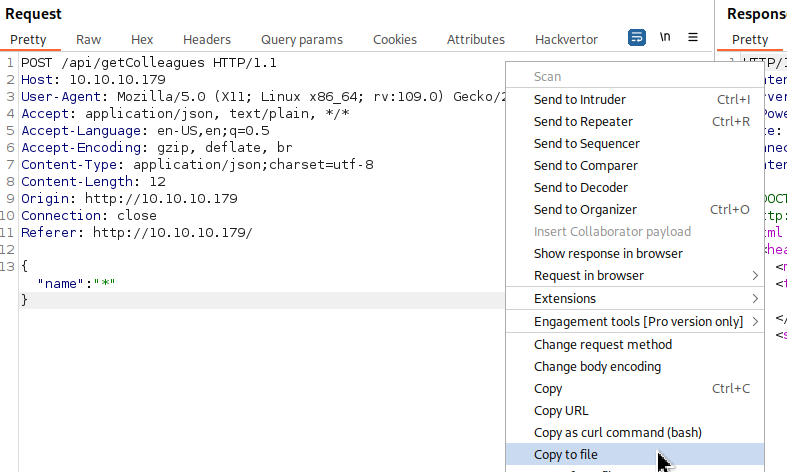 Request
Pretty Raw Hex Headers Query params Cookies Attributes Hackvertor \n
1 POST /api/getColleagues HTTP/1.1
2 Host: 10.10.10.179
3 User-Agent: Mozilla/5.0 (X11; Linux x86_64; rv:109.0) Gecko/2
4 Accept: application/json, text/plain, */*
5 Accept-Language: en-US,en;q=0.5
6 Accept-Encoding: gzip, deflate, br
7 Content-Type: application/json;charset=utf-8
8 Content-Length: 12
9 Origin: http://10.10.10.179
10 Connection: close
11 Referer: http://10.10.10.179/
12
13 {
"name":"*"
}
Scan
Send to Intruder Ctrl+I
Send to Repeater Ctrl+R
Send to Sequencer
Send to Comparer
Send to Decoder
Send to Organizer Ctrl+O
Insert Collaborator payload
Show response in browser
Request in browser
Extensions
Engagement tools [Pro version only]
Change request method
Change body encoding
Copy Ctrl+C
Copy URL
Copy as curl command (bash)
Copy to file
Respons
Pretty